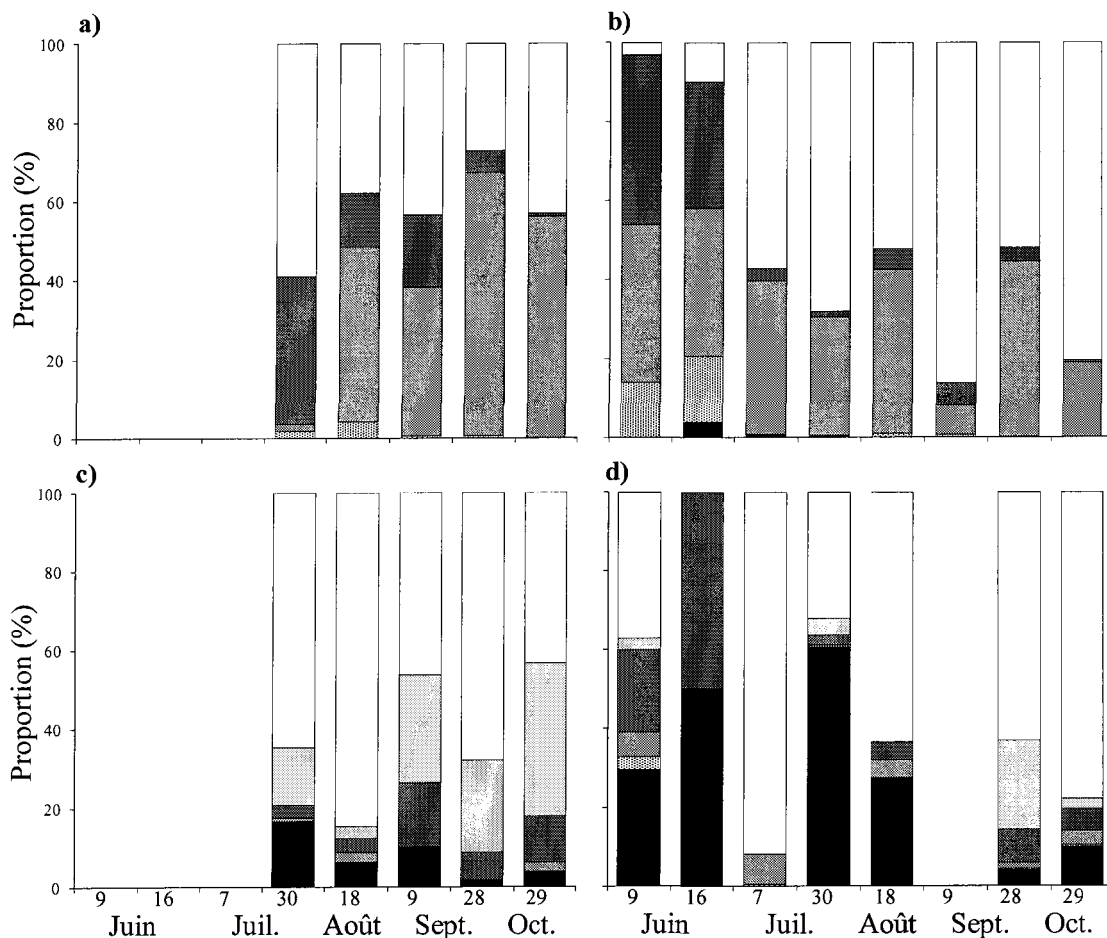 a) b)
100
80
60
40
20
0
Proportion (%)
c) d)
100
80
60
40
20
0
Proportion (%)
9 16 7 30 18 9 28 29 9 16 7 30 18 9 28 29
Juin Juil. Août Sept. Oct. Juin Juil. Août Sept. Oct.